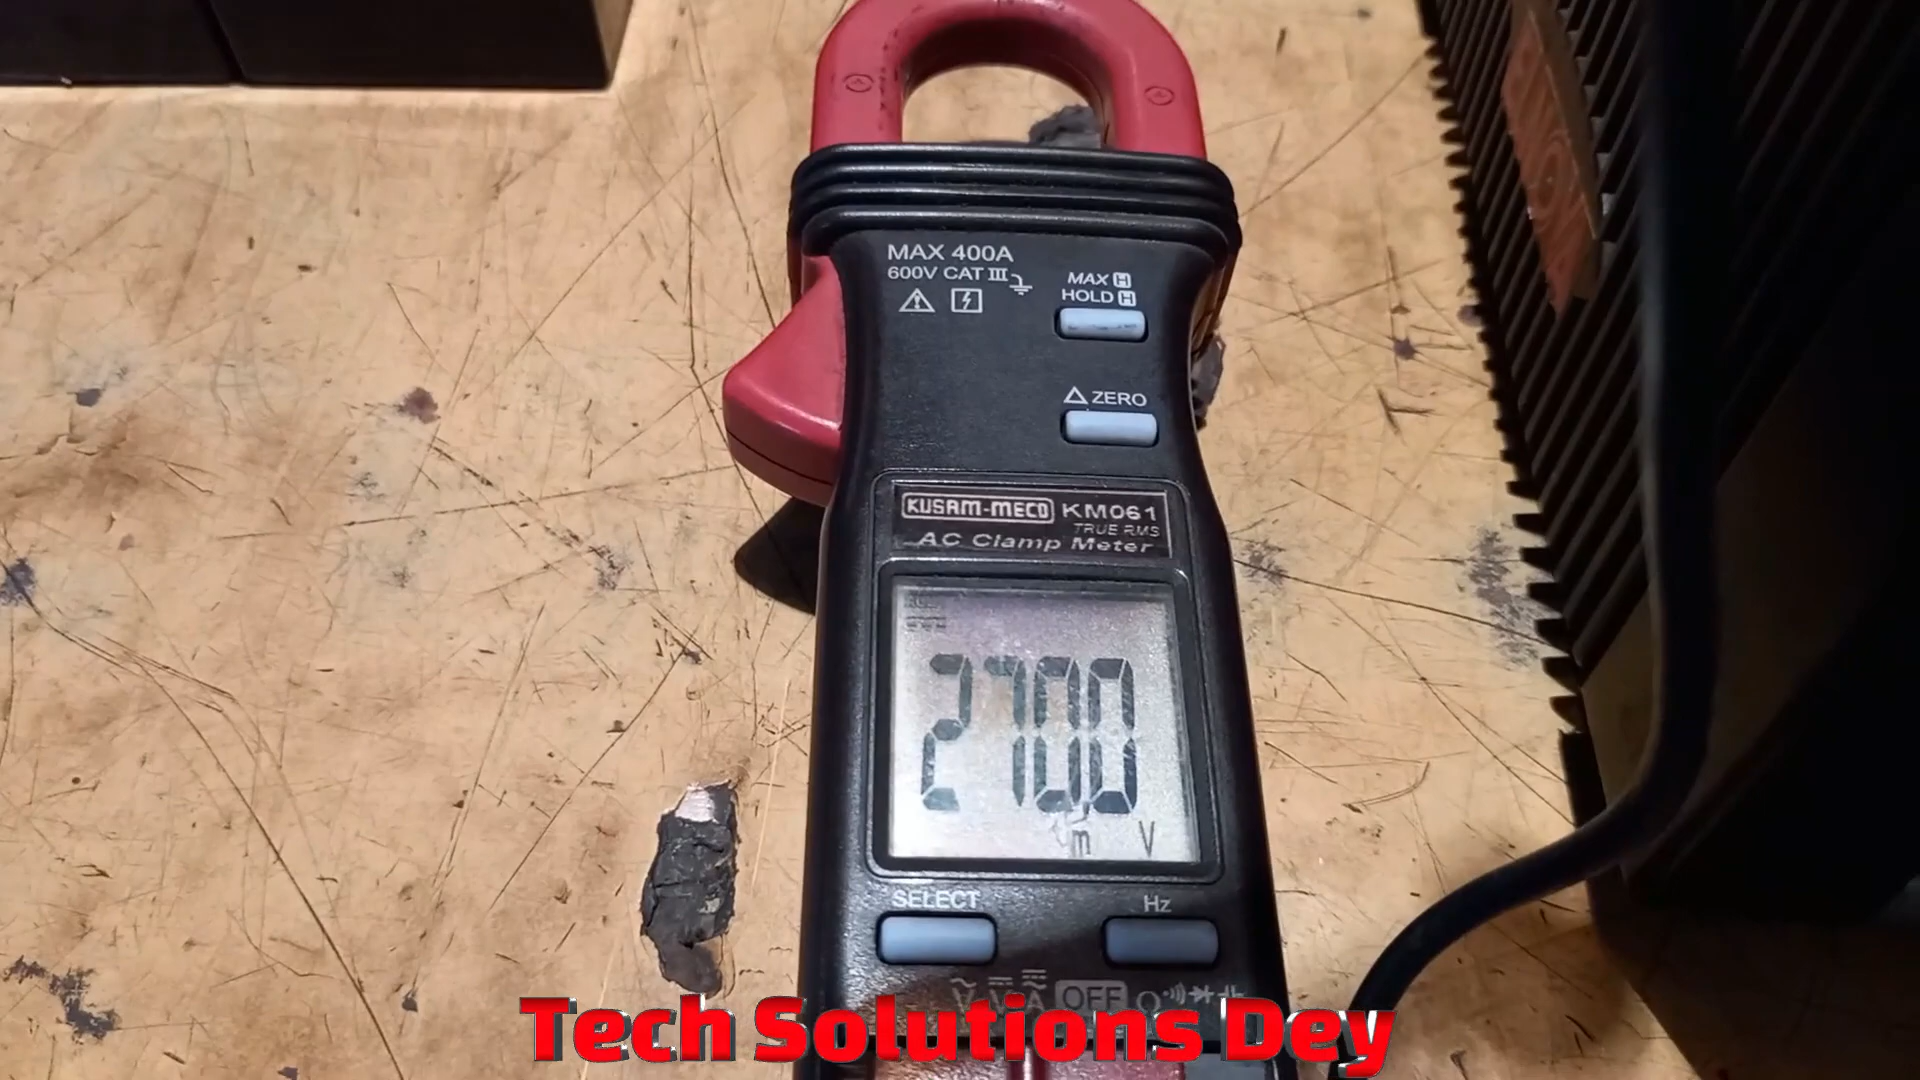 MAX 400A
600V CAT III
MAX H
HOLD H
△ ZERO
KUSAM-MECO KM061
TRUE RMS
AC Clamp Meter
2700
m V
SELECT
Hz
OFF
Tech Solutions Dey